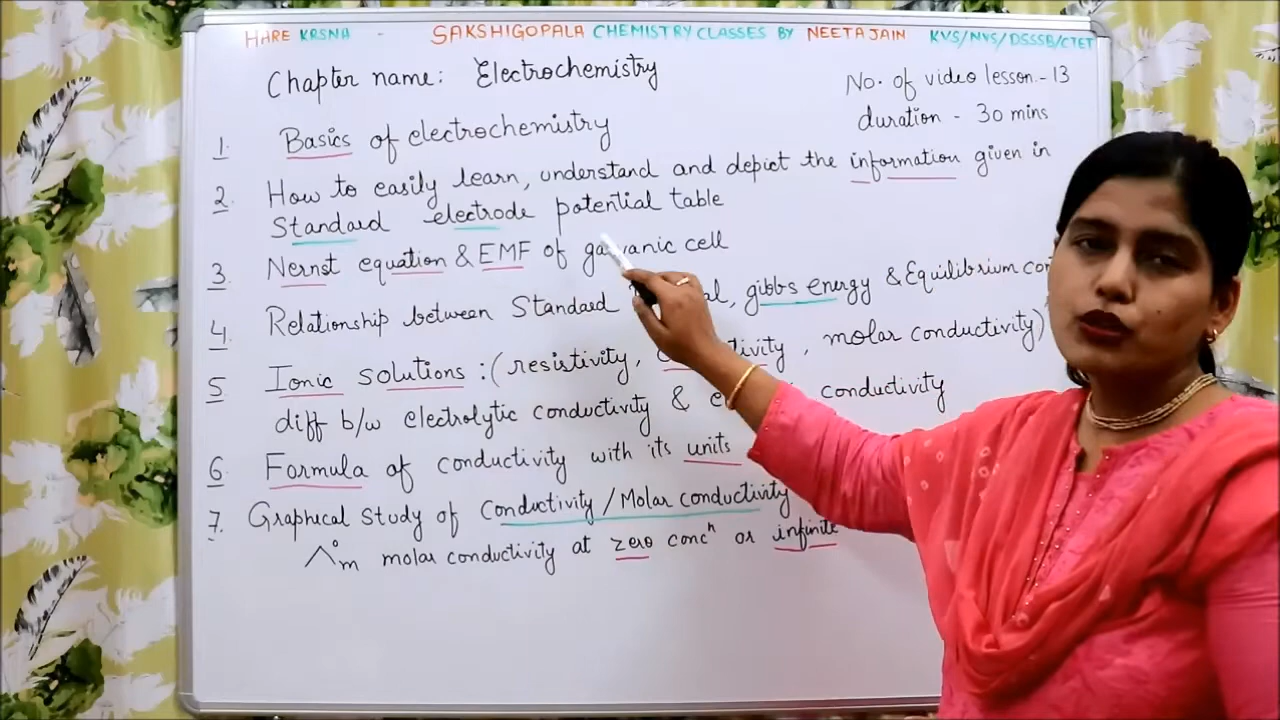 HARE KRSNA - SAKSHIGOPALA CHEMISTRY CLASSES BY NEETA JAIN KVS/NVS/DSSSB/CTET
Chapter name: Electrochemistry
No. of video lesson - 13
duration - 30 mins
1. Basics of electrochemistry
2. How to easily learn, understand and depict the information given in
Standard electrode potential table
3. Nernst equation & EMF of galvanic cell
4. Relationship between Standard gibbs energy & Equilibrium
5. Ionic solutions : (resistivity, , molar conductivity)
diff b/w electrolytic conductivity & conductivity
6. Formula of conductivity with its units
7. Graphical study of Conductivity / Molar conductivity
Λ°m molar conductivity at zero concⁿ or infinite